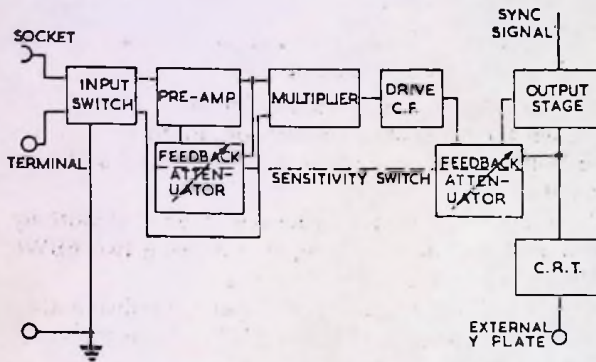 SYNC
SIGNAL
SOCKET
INPUT
SWITCH
PRE-AMP
MULTIPLIER
DRIVE
C.F.
OUTPUT
STAGE
TERMINAL
FEEDBACK
ATTEN-
UATOR
SENSITIVITY SWITCH
FEEDBACK
ATTEN-
UATOR
C.R.T.
EXTERNAL
Y PLATE